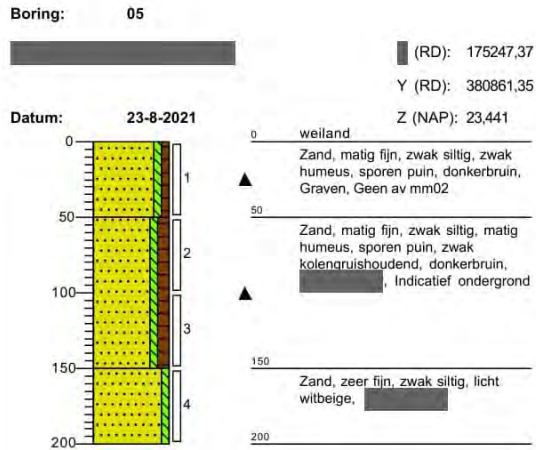 Boring: 05
(RD): 175247,37
Y (RD): 380861,35
Datum: 23-8-2021
Z (NAP): 23,441
0
0 weiland
Zand, matig fijn, zwak siltig, zwak
humeus, sporen puin, donkerbruin,
Graven, Geen av mm02
1
50
50
Zand, matig fijn, zwak siltig, matig
humeus, sporen puin, zwak
kolengruishoudend, donkerbruin,
, Indicatief ondergrond
2
100
3
150
150
Zand, zeer fijn, zwak siltig, licht
witbeige,
4
200
200